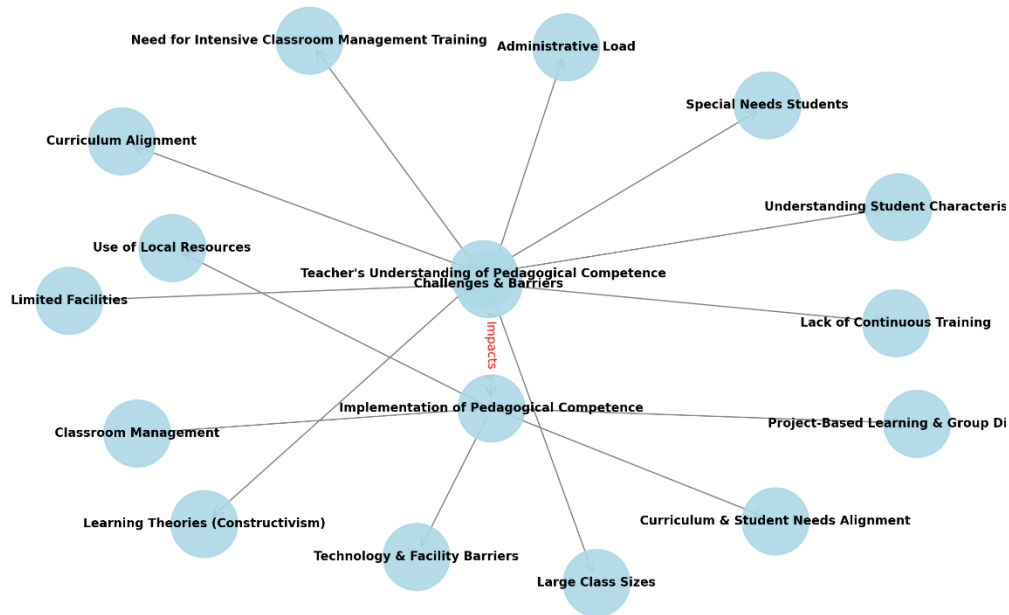 Need for Intensive Classroom Management Training
Administrative Load
Special Needs Students
Curriculum Alignment
Understanding Student Characteris
Use of Local Resources
Teacher's Understanding of Pedagogical Competence
Challenges & Barriers
Limited Facilities
Lack of Continuous Training
Impacts
Implementation of Pedagogical Competence
Project-Based Learning & Group Di
Classroom Management
Curriculum & Student Needs Alignment
Learning Theories (Constructivism)
Technology & Facility Barriers
Large Class Sizes